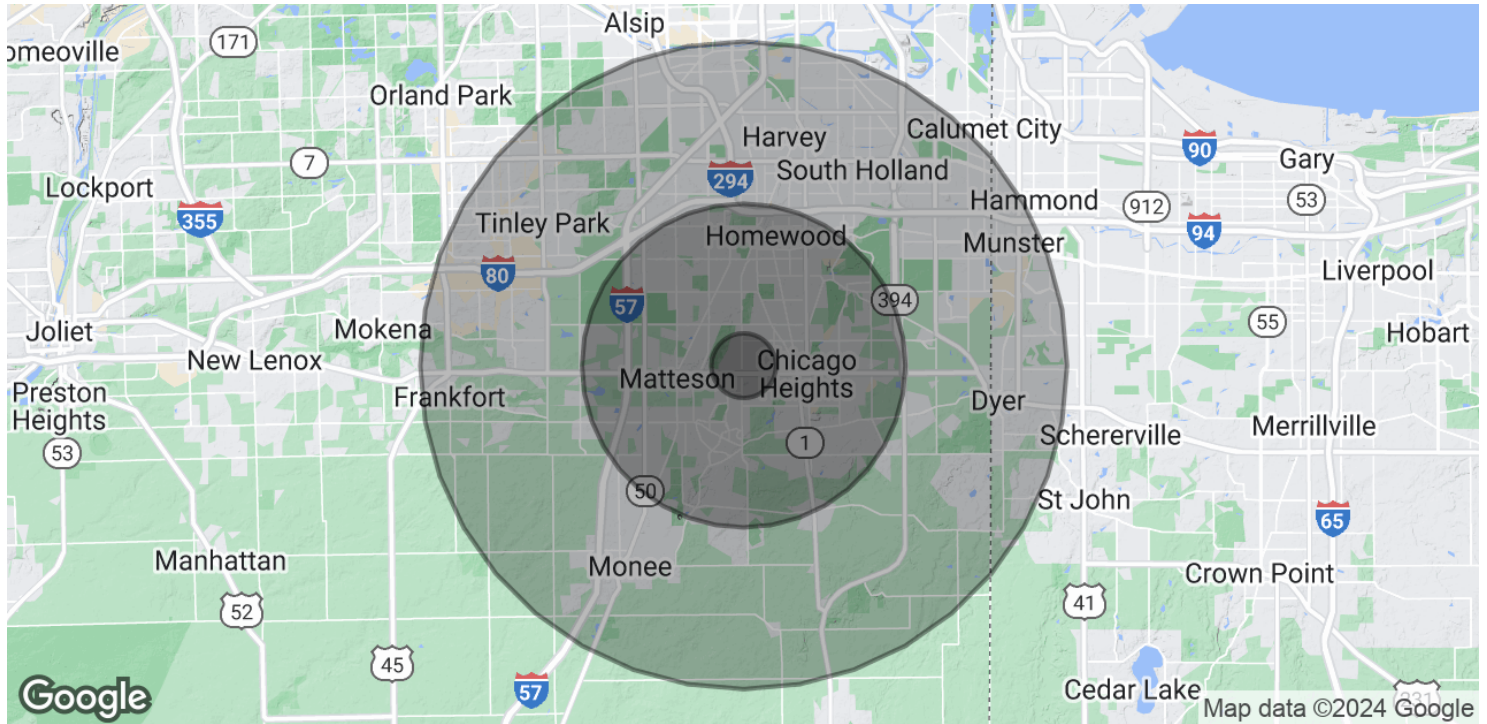 Alsip
171
omeoville
Orland Park
Harvey
Calumet City
90
Gary
7
294
South Holland
Lockport
Hammond
912
53
355
Tinley Park
Homewood
Munster
94
80
Liverpool
57
394
55
Joliet
Mokena
Hobart
New Lenox
Chicago
Heights
Matteson
Preston
Heights
Frankfort
Dyer
Merrillville
Schererville
53
1
50
St John
65
Manhattan
Monee
Crown Point
52
41
45
57
Cedar Lake
231
Google
Map data ©2024 Google